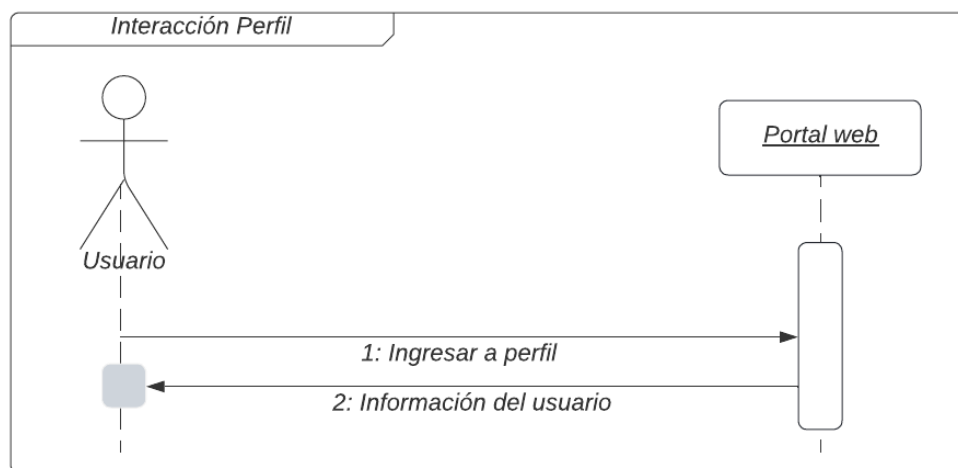 Interacción Perfil
Portal web
Usuario
1: Ingresar a perfil
2: Información del usuario